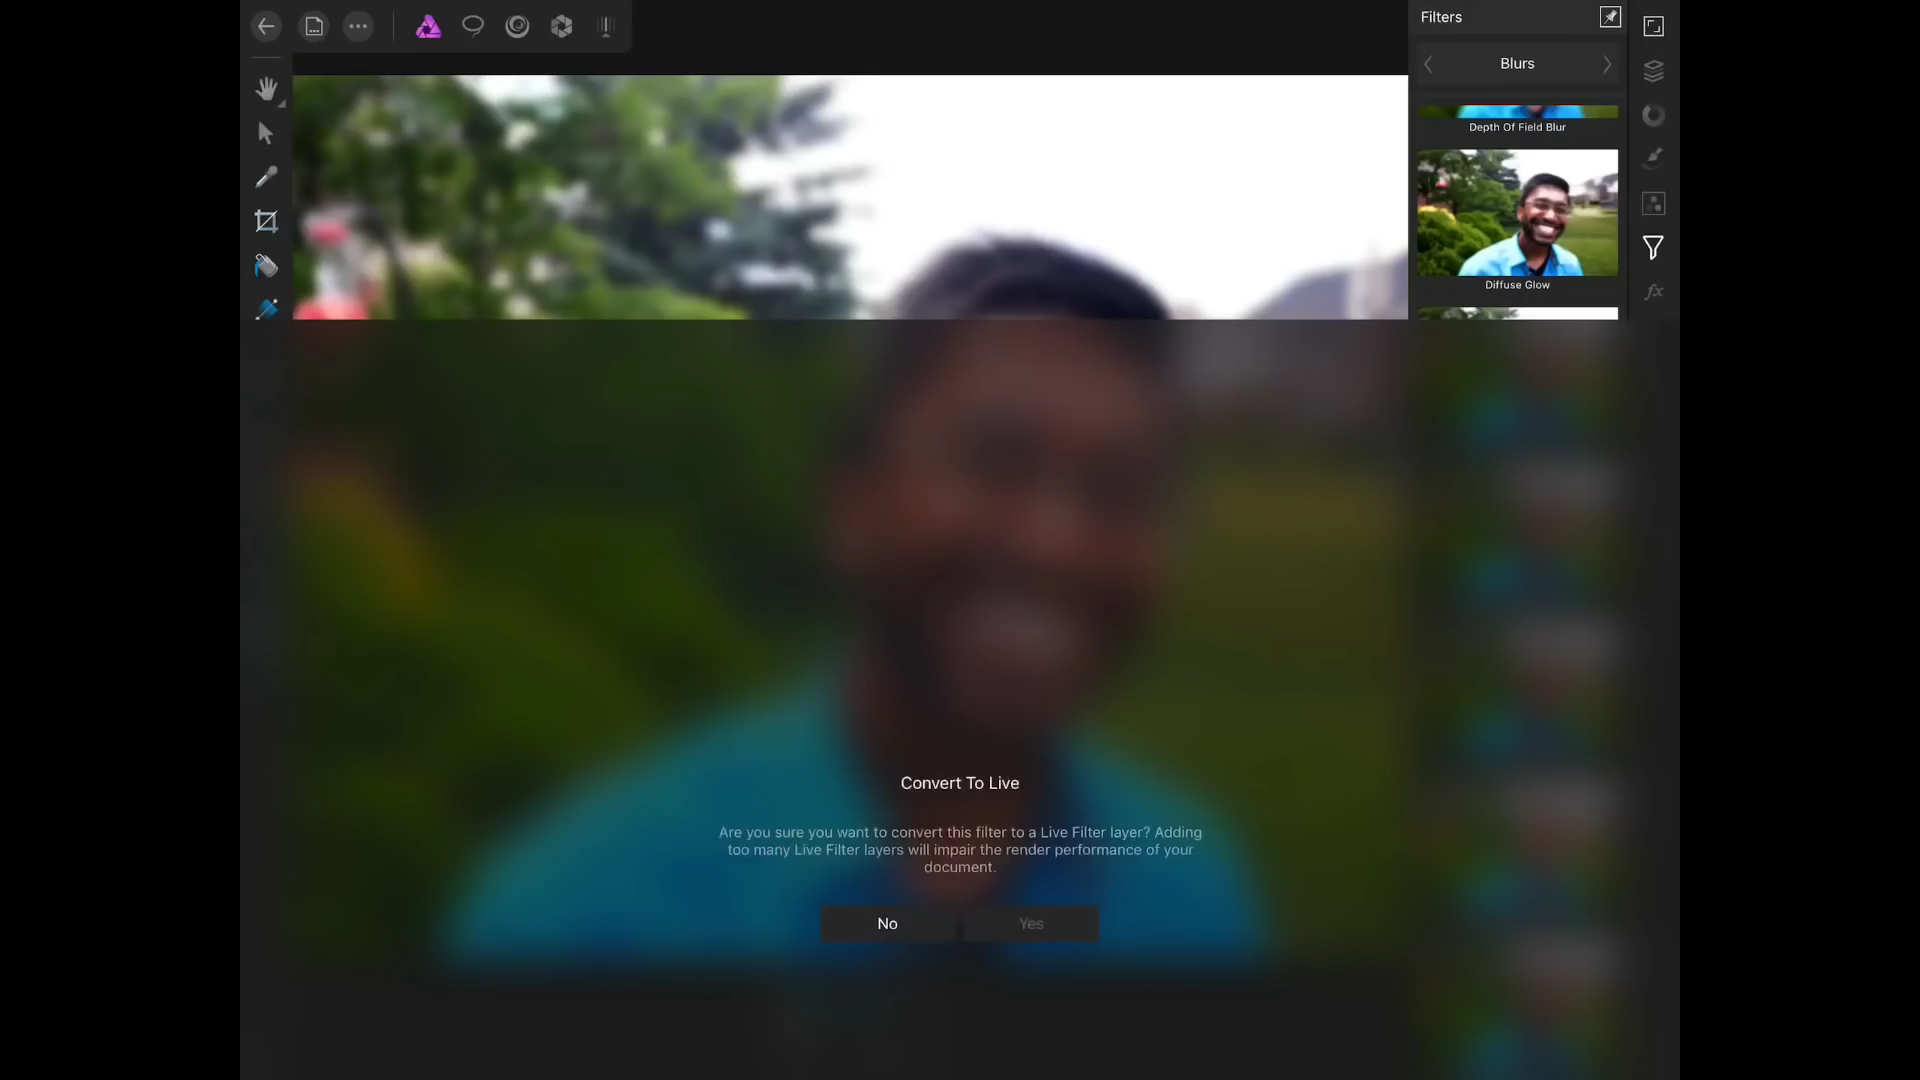 Filters
Blurs
Depth Of Field Blur
Diffuse Glow
fx
Convert To Live
Are you sure you want to convert this filter to a Live Filter layer? Adding
too many Live Filter layers will impair the render performance of your
document.
No
Yes